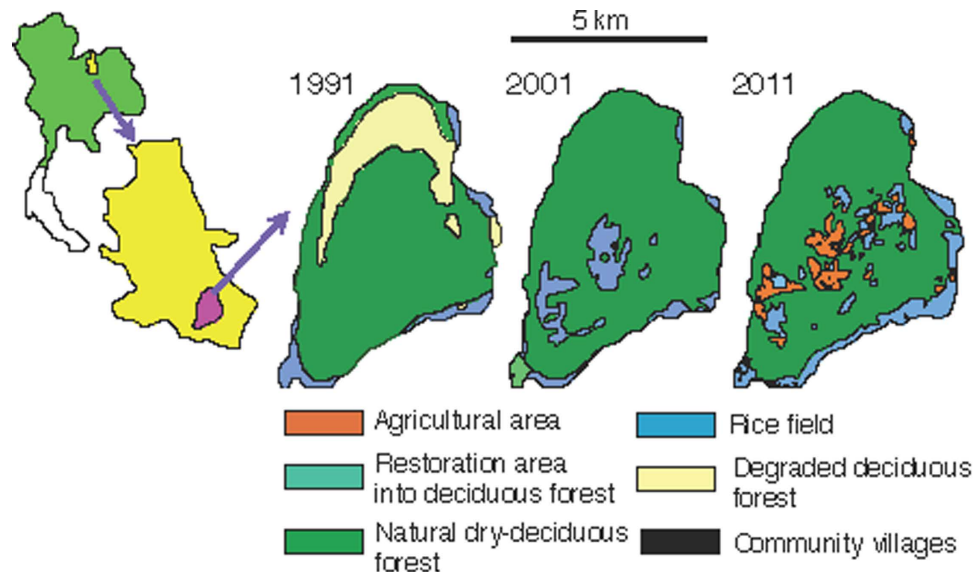 5 km
1991
2001
2011
Agricultural area
Rice field
Restoration area
into deciduous forest
Degraded deciduous
forest
Natural dry-deciduous
forest
Community villages